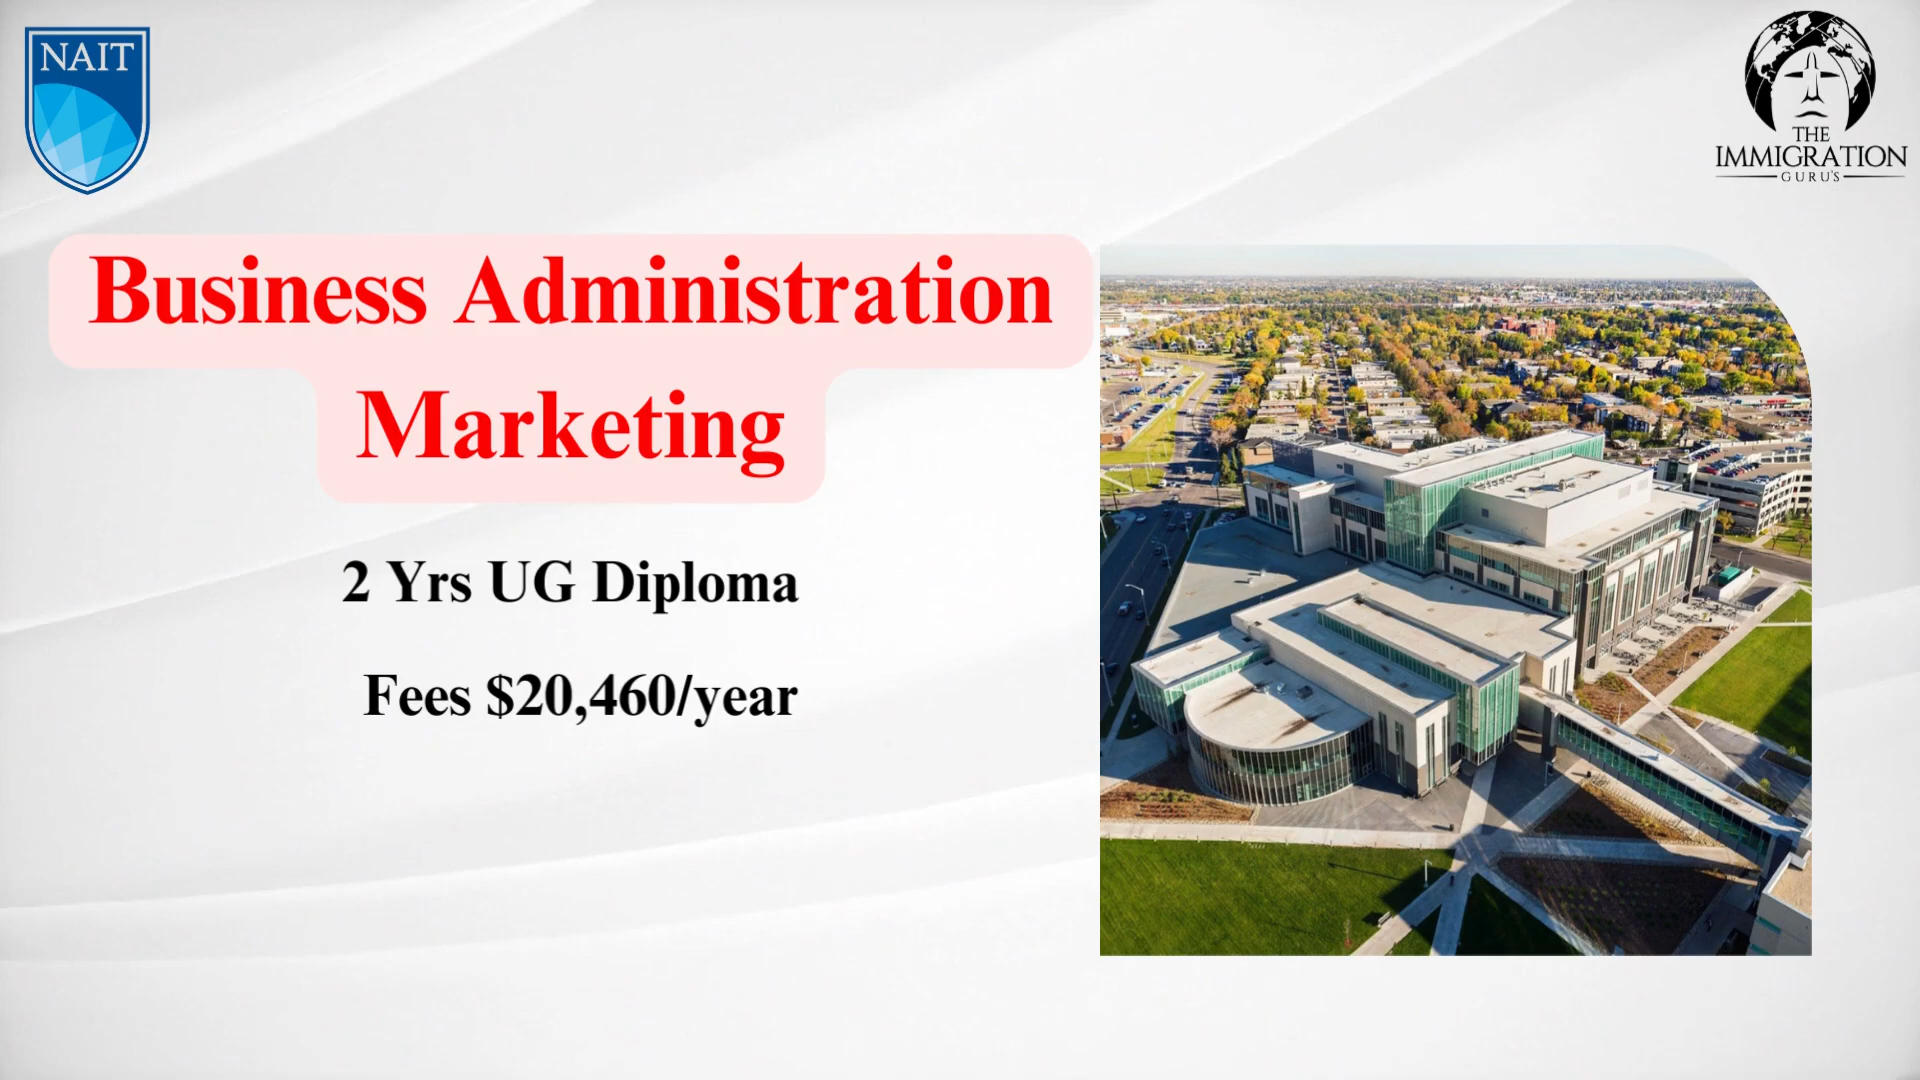 NAIT
THE
IMMIGRATION
GURU'S
Business Administration
Marketing
2 Yrs UG Diploma
Fees $20,460/year